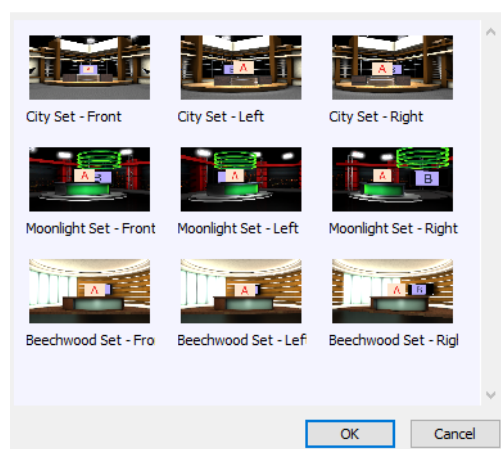 A
A
A
City Set - Front
City Set - Left
City Set - Right
A B
A
A B
Moonlight Set - Front
Moonlight Set - Left
Moonlight Set - Right
A
A
A B
Beechwood Set - Fro
Beechwood Set - Lef
Beechwood Set - Rigl
OK
Cancel